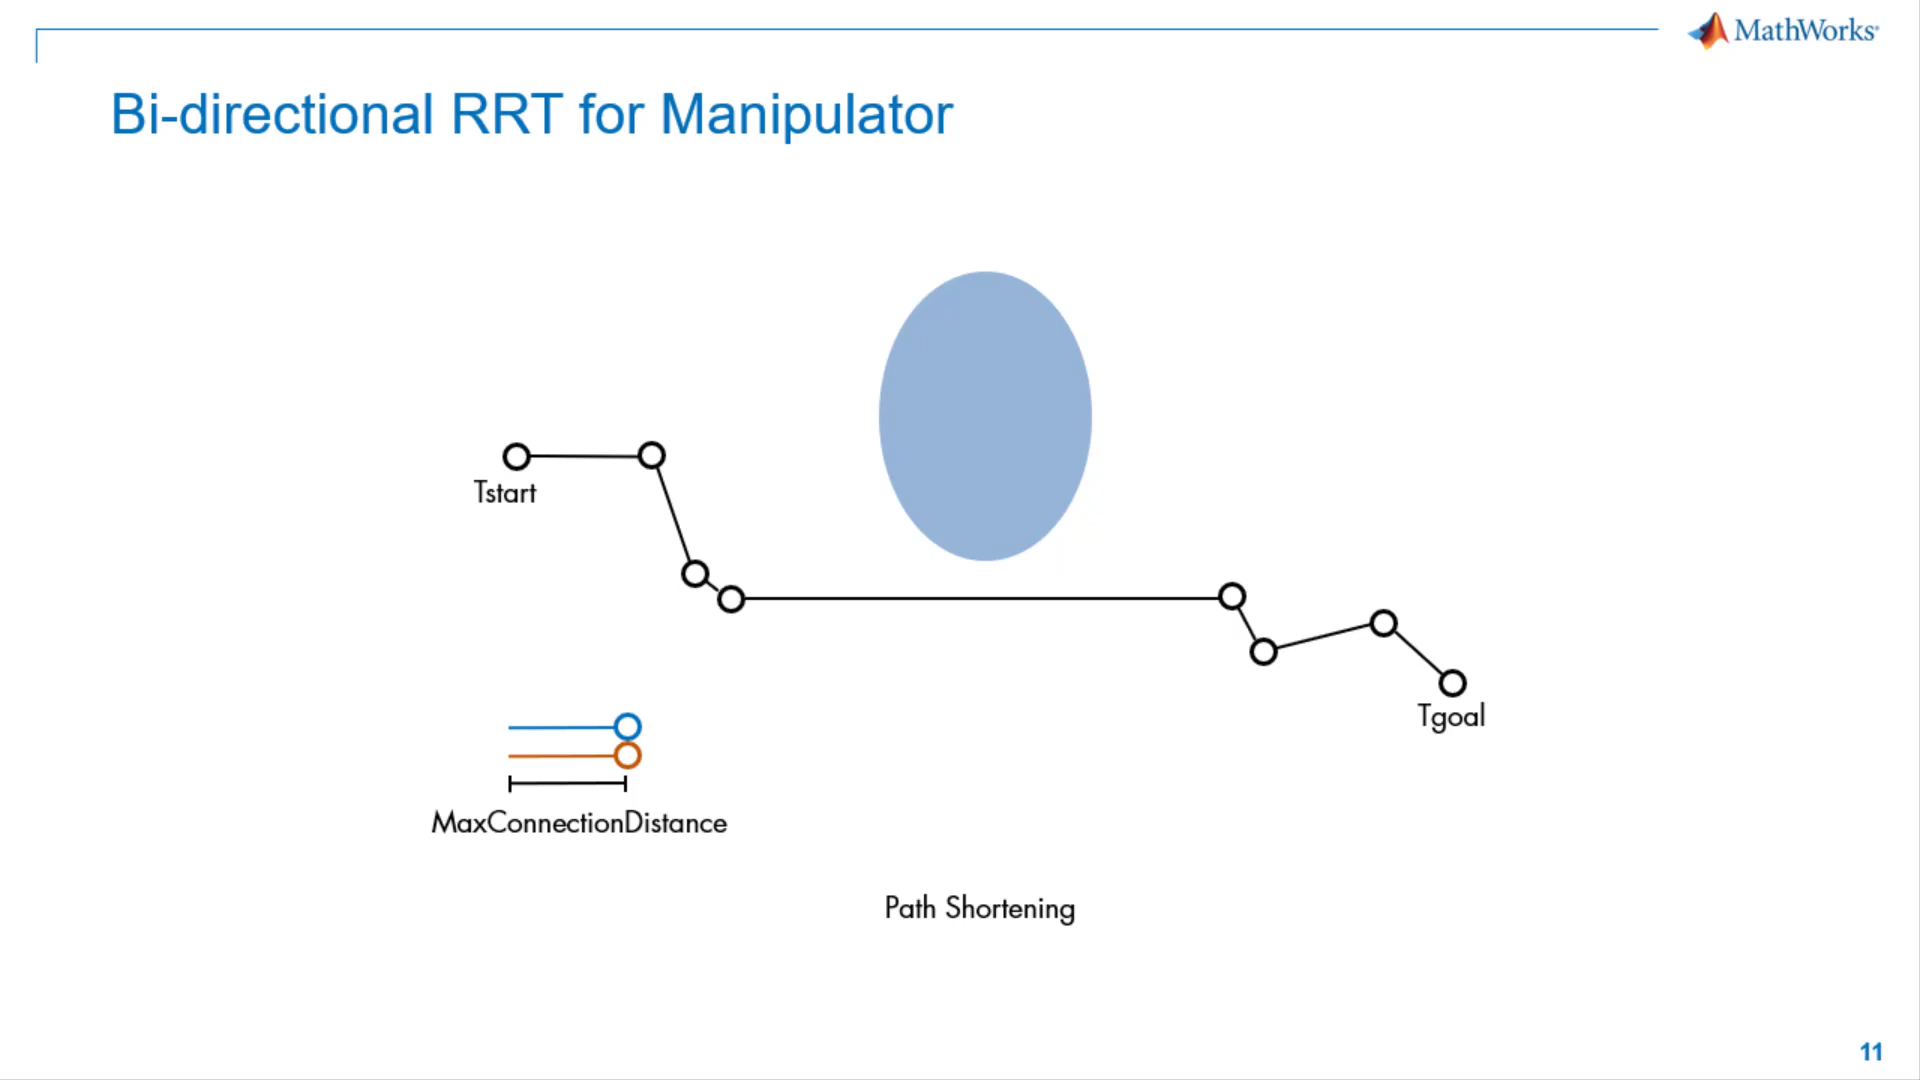 MathWorks®
Bi-directional RRT for Manipulator
Tstart
Tgoal
MaxConnectionDistance
Path Shortening
11